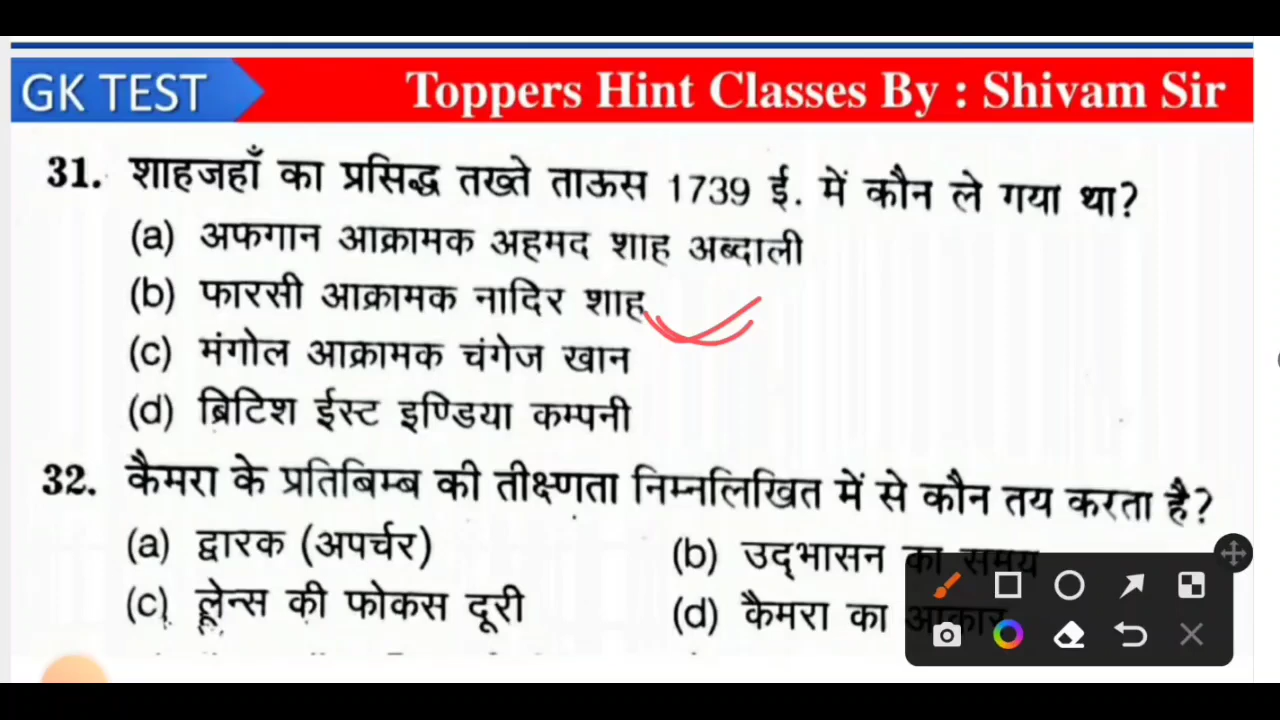 GK TEST
Toppers Hint Classes By : Shivam Sir
31. शाहजहाँ का प्रसिद्ध तख्ते ताऊस 1739 ई. में कौन ले गया था?
(a) अफगान आक्रामक अहमद शाह अब्दाली
(b) फारसी आक्रामक नादिर शाह
(c) मंगोल आक्रामक चंगेज खान
(d) ब्रिटिश ईस्ट इण्डिया कम्पनी
32. कैमरा के प्रतिबिम्ब की तीक्ष्णता निम्नलिखित में से कौन तय करता है?
(a) द्वारक (अपर्चर)
(b) उद्भासन का समय
(c) लेन्स की फोकस दूरी
(d) कैमरा का आकार